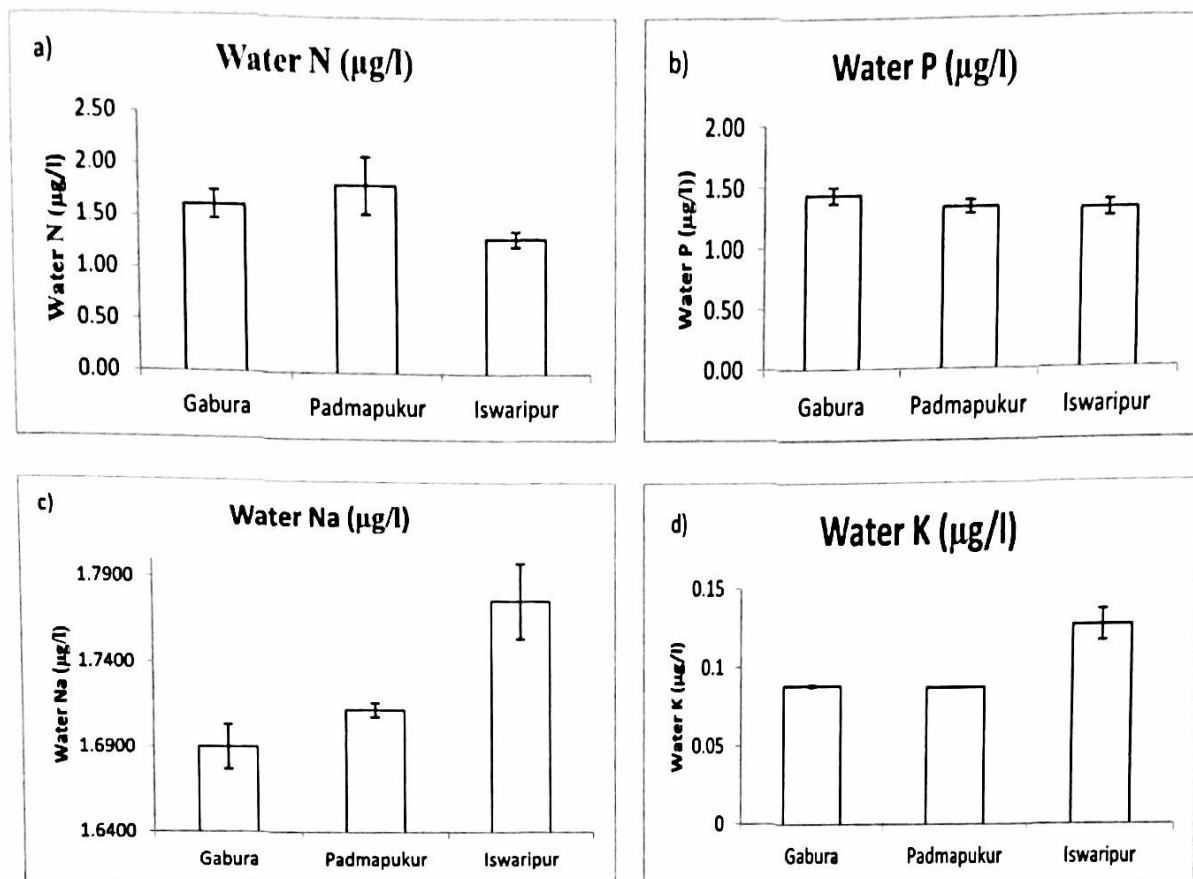 a)
Water N (µg/l)
Water N (µg/l)
2.50
2.00
1.50
1.00
0.50
0.00
Gabura Padmapukur Iswaripur
b)
Water P (µg/l)
Water P (µg/l))
2.00
1.50
1.00
0.50
0.00
Gabura Padmapukur Iswaripur
c)
Water Na (µg/l)
Water Na (µg/l)
1.7900
1.7400
1.6900
1.6400
Gabura Padmapukur Iswaripur
d)
Water K (µg/l)
Water K (µg/l)
0.15
0.1
0.05
0
Gabura Padmapukur Iswaripur